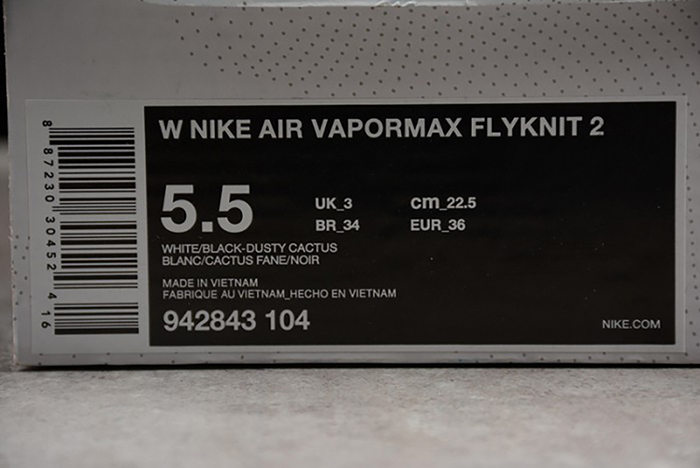 W NIKE AIR VAPORMAX FLYKNIT 2
5.5
UK_3 cm_22.5
BR_34 EUR_36
WHITE/BLACK-DUSTY CACTUS
BLANC/CACTUS FANE/NOIR
MADE IN VIETNAM
FABRIQUE AU VIETNAM_HECHO EN VIETNAM
942843 104
NIKE.COM
8 87230 30452 4 16